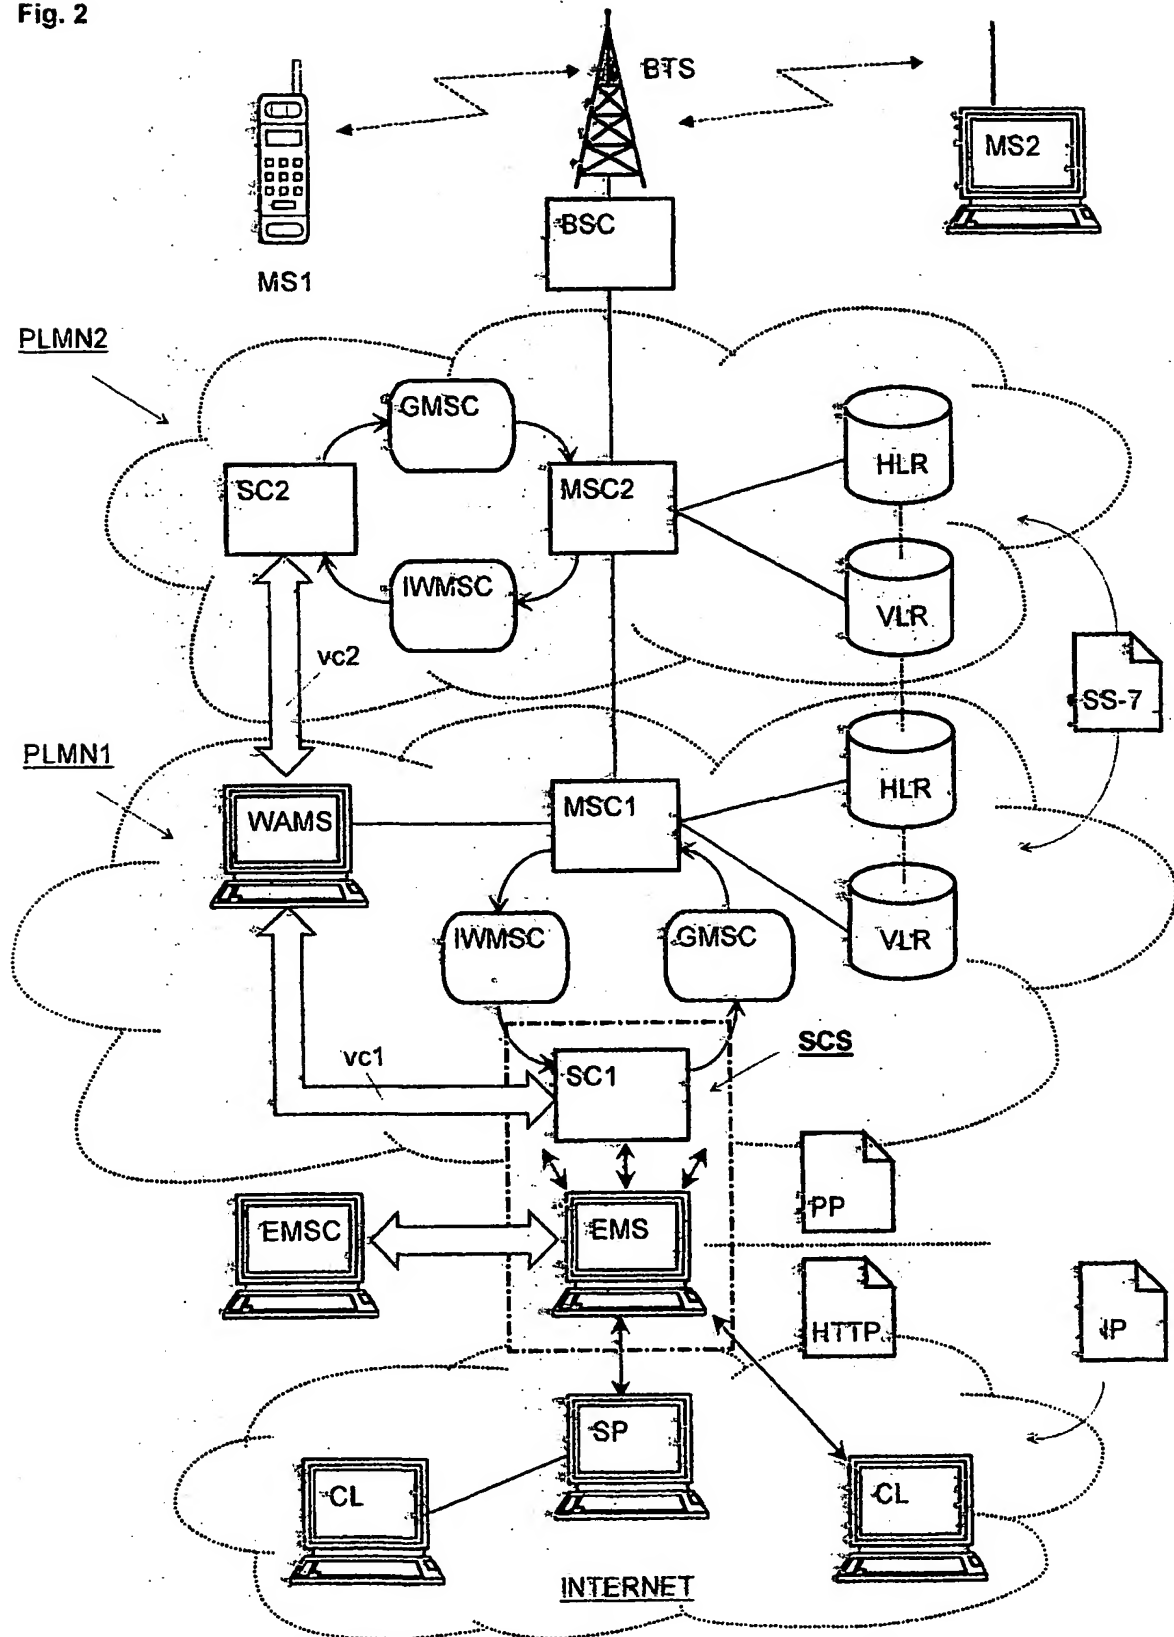 Fig. 2
BTS
MS2
BSC
MS1
PLMN2
GMSC
HLR
SC2
MSC2
IWMSC
VLR
vc2
SS-7
PLMN1
HLR
MSC1
WAMS
IWMSC
GMSC
VLR
SCS
vc1
SC1
PP
EMSC
EMS
HTTP
IP
SP
CL
CL
INTERNET